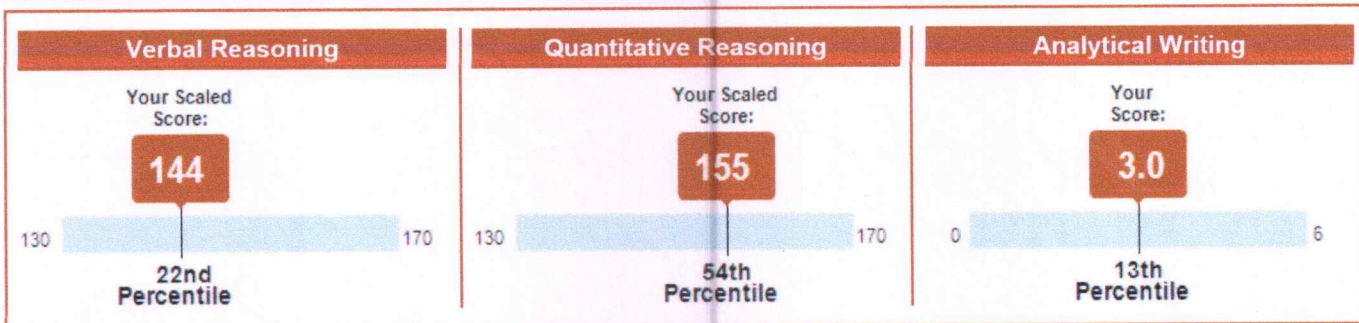 Verbal Reasoning
Your Scaled
Score:
144
130
170
22nd
Percentile
Quantitative Reasoning
Your Scaled
Score:
155
130
170
54th
Percentile
Analytical Writing
Your
Score:
3.0
0
6
13th
Percentile